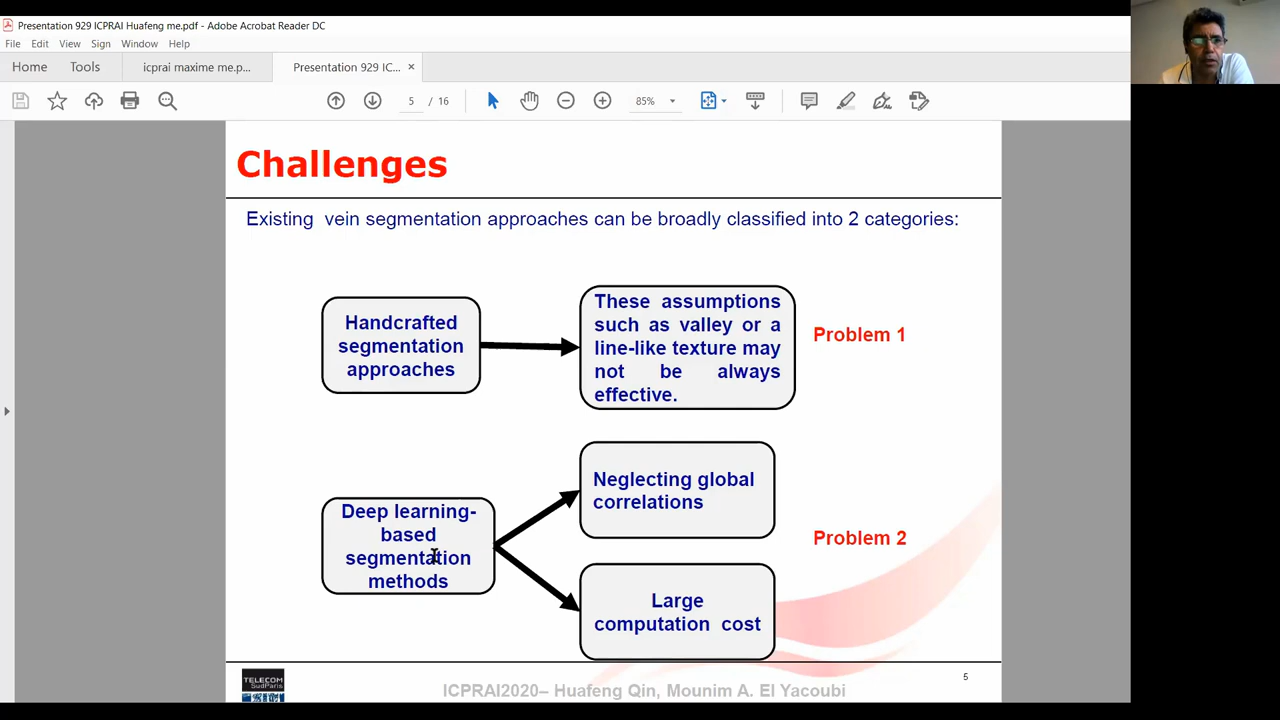 Presentation 929 ICPRAI Huafeng me.pdf - Adobe Acrobat Reader DC
File Edit View Sign Window Help
Home Tools icprai maxime me.p... Presentation 929 IC... ×
5 / 16 85%
Challenges
Existing vein segmentation approaches can be broadly classified into 2 categories:
Handcrafted
segmentation
approaches
These assumptions
such as valley or a
line-like texture may
not be always
effective.
Problem 1
Deep learning-
based
segmentation
methods
Neglecting global
correlations
Large
computation cost
Problem 2
TELECOM
SudParis
ICPRAI2020– Huafeng Qin, Mounim A. El Yacoubi
5